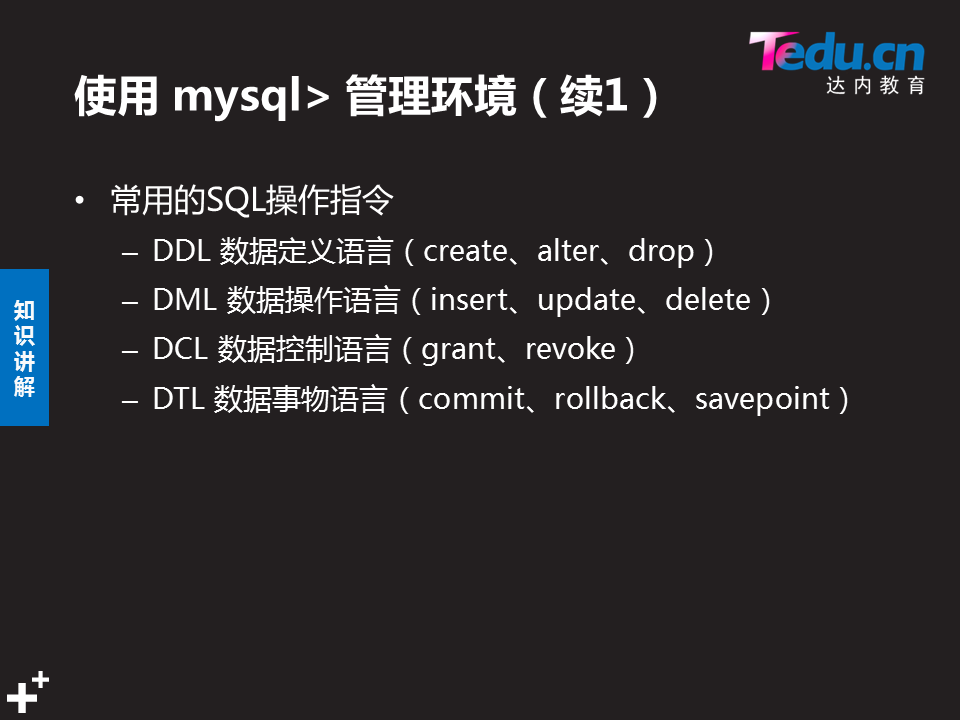 Tedu.cn
达内教育
使用 mysql> 管理环境（续1）
• 常用的SQL操作指令
– DDL 数据定义语言（create、alter、drop）
– DML 数据操作语言（insert、update、delete）
– DCL 数据控制语言（grant、revoke）
– DTL 数据事物语言（commit、rollback、savepoint）
知
识
讲
解